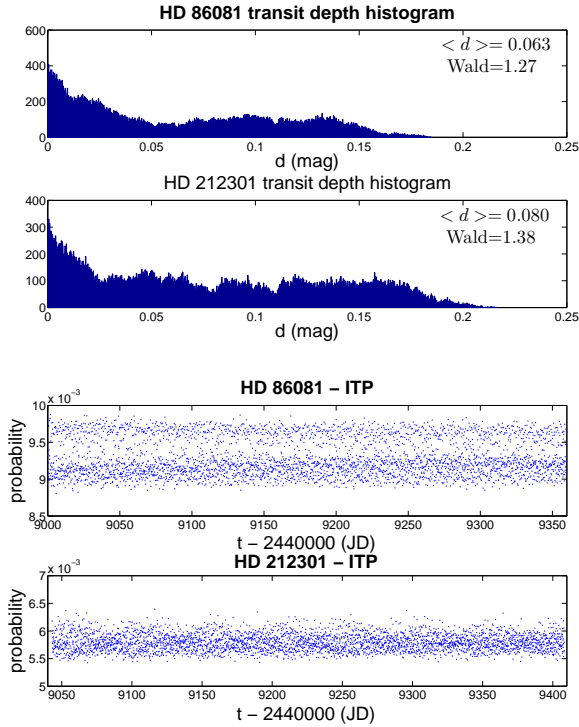 HD 86081 transit depth histogram
600
400
200
0
< d >= 0.063
Wald=1.27
0 0.05 0.1 0.15 0.2 0.25
d (mag)
HD 212301 transit depth histogram
400
300
200
100
0
< d >= 0.080
Wald=1.38
0 0.05 0.1 0.15 0.2 0.25
d (mag)
HD 86081 − ITP
x 10⁻³
10
9.5
9
8.5
probability
9000 9050 9100 9150 9200 9250 9300 9350
t − 2440000 (JD)
HD 212301 − ITP
x 10⁻³
7
6.5
6
5.5
5
probability
9050 9100 9150 9200 9250 9300 9350 9400
t − 2440000 (JD)